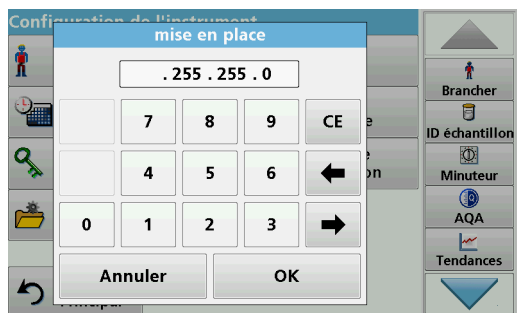 Configuration de l'instrument
mise en place
. 255 . 255 . 0
7 8 9 CE
4 5 6
0 1 2 3
Annuler OK
Principal
Brancher
ID échantillon
Minuteur
AQA
Tendances